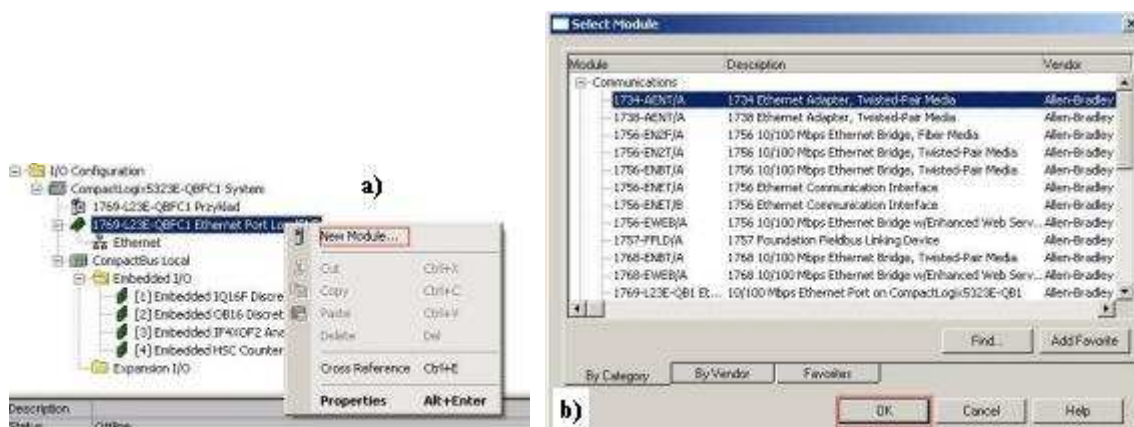 I/O Configuration
CompactLogix5323E-QBFC1 System
1769-L23E-QBFC1 Przyklad
1769-L23E-QBFC1 Ethernet Port
Ethernet
CompactBus Local
Embedded I/O
[1] Embedded IQ16F Discre
[2] Embedded OB16 Discret
[3] Embedded IF4XOF2 Ana
[4] Embedded HSC Counter
Expansion I/O
Description
Status Offline
a)
New Module...
Cut Ctrl+X
Copy Ctrl+C
Paste Ctrl+V
Delete Del
Cross Reference Ctrl+E
Properties Alt+Enter
Select Module
Module Description Vendor
Communications
1734-AENT/A 1734 Ethernet Adapter, Twisted-Pair Media Allen-Bradley
1738-AENT/A 1738 Ethernet Adapter, Twisted-Pair Media Allen-Bradley
1756-EN2F/A 1756 10/100 Mbps Ethernet Bridge, Fiber Media Allen-Bradley
1756-EN2T/A 1756 10/100 Mbps Ethernet Bridge, Twisted-Pair Media Allen-Bradley
1756-ENBT/A 1756 10/100 Mbps Ethernet Bridge, Twisted-Pair Media Allen-Bradley
1756-ENET/A 1756 Ethernet Communication Interface Allen-Bradley
1756-ENET/B 1756 Ethernet Communication Interface Allen-Bradley
1756-EWEB/A 1756 10/100 Mbps Ethernet Bridge w/Enhanced Web Serv... Allen-Bradley
1757-FFLD/A 1757 Foundation Fieldbus Linking Device Allen-Bradley
1768-ENBT/A 1768 10/100 Mbps Ethernet Bridge, Twisted-Pair Media Allen-Bradley
1768-EWEB/A 1768 10/100 Mbps Ethernet Bridge w/Enhanced Web Serv... Allen-Bradley
1769-L23E-QB1 Et... 10/100 Mbps Ethernet Port on CompactLogix5323E-QB1 Allen-Bradley
Find... Add Favorite
By Category By Vendor Favorites
b)
OK Cancel Help